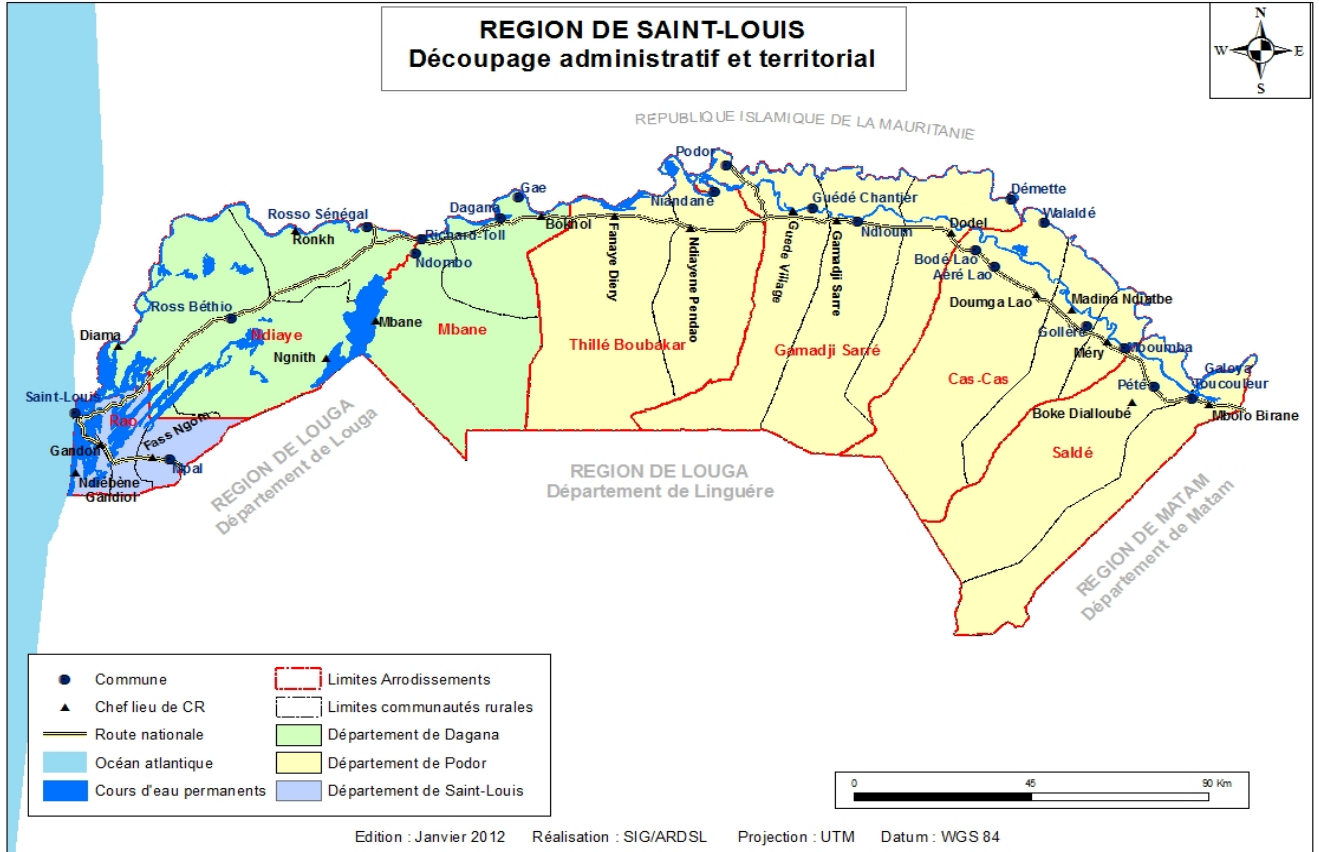 REGION DE SAINT-LOUIS
Découpage administratif et territorial
N
W
E
S
REPUBLIQUE ISLAMIQUE DE LA MAURITANIE
Podor
Gae
Niandane
Guédé Chantier
Démette
Dagana
Rosso Sénégal
Walaldé
Bokhol
Fanaye Diery
Ronkh
Richard-Toll
Ndiayene Pendao
Guede Village
Gamadji Sarre
Ndioum
Dodel
Ndombo
Bodé Lao
Aéré Lao
Ross Béthio
Doumga Lao
Madina Ndiatbe
Mbane
Mbane
Ndiaye
Golléré
Mboumba
Diama
Ngnith
Thillé Boubakar
Gamadji Sarré
Méry
Galoya
Toucouleur
Cas-Cas
Pété
Saint-Louis
Rao
Boke Dialloubé
Mbolo Birane
Fass Ngom
Gandon
Saldé
Mpal
Ndiébène
Gandiol
REGION DE LOUGA
Département de Louga
REGION DE LOUGA
Département de Linguére
REGION DE MATAM
Département de Matam
Commune
Limites Arrodissements
Chef lieu de CR
Limites communautés rurales
Route nationale
Département de Dagana
Océan atlantique
Département de Podor
Cours d'eau permanents
Département de Saint-Louis
0 45 90 Km
Edition : Janvier 2012 Réalisation : SIG/ARDSL Projection : UTM Datum : WGS 84